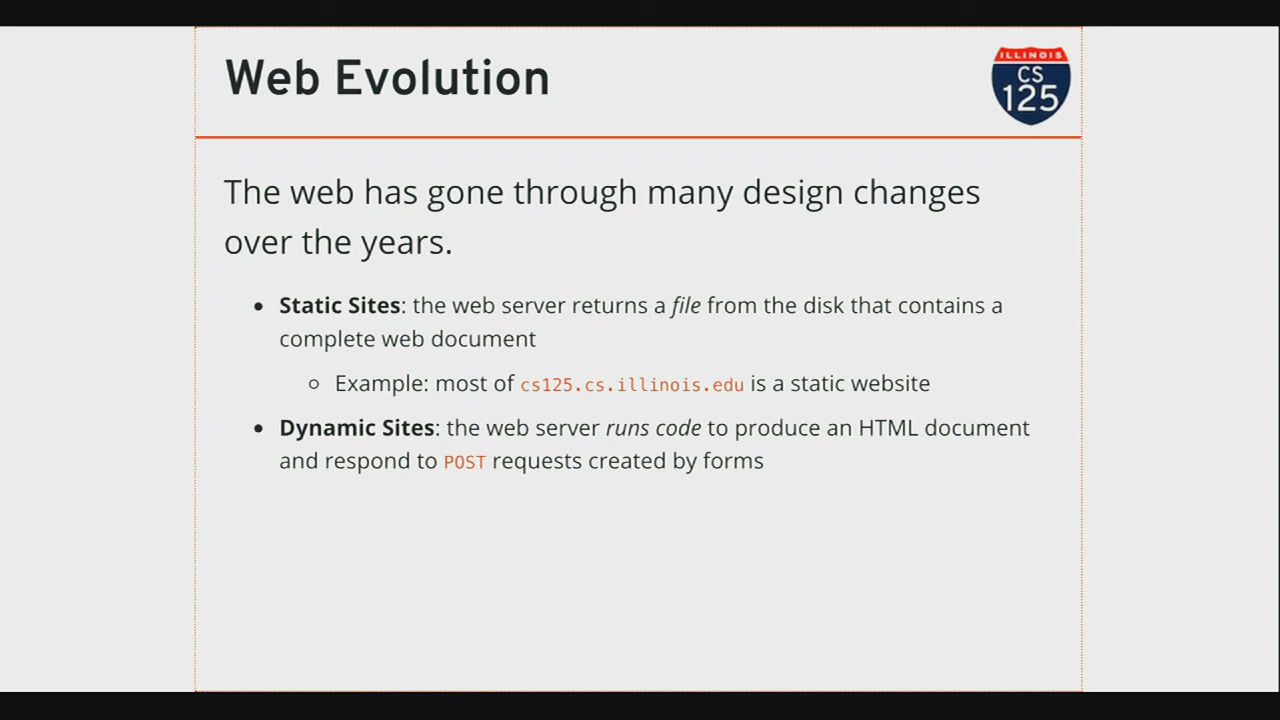 Web Evolution
ILLINOIS
CS
125
The web has gone through many design changes
over the years.
• Static Sites: the web server returns a file from the disk that contains a
complete web document
○ Example: most of cs125.cs.illinois.edu is a static website
• Dynamic Sites: the web server runs code to produce an HTML document
and respond to POST requests created by forms